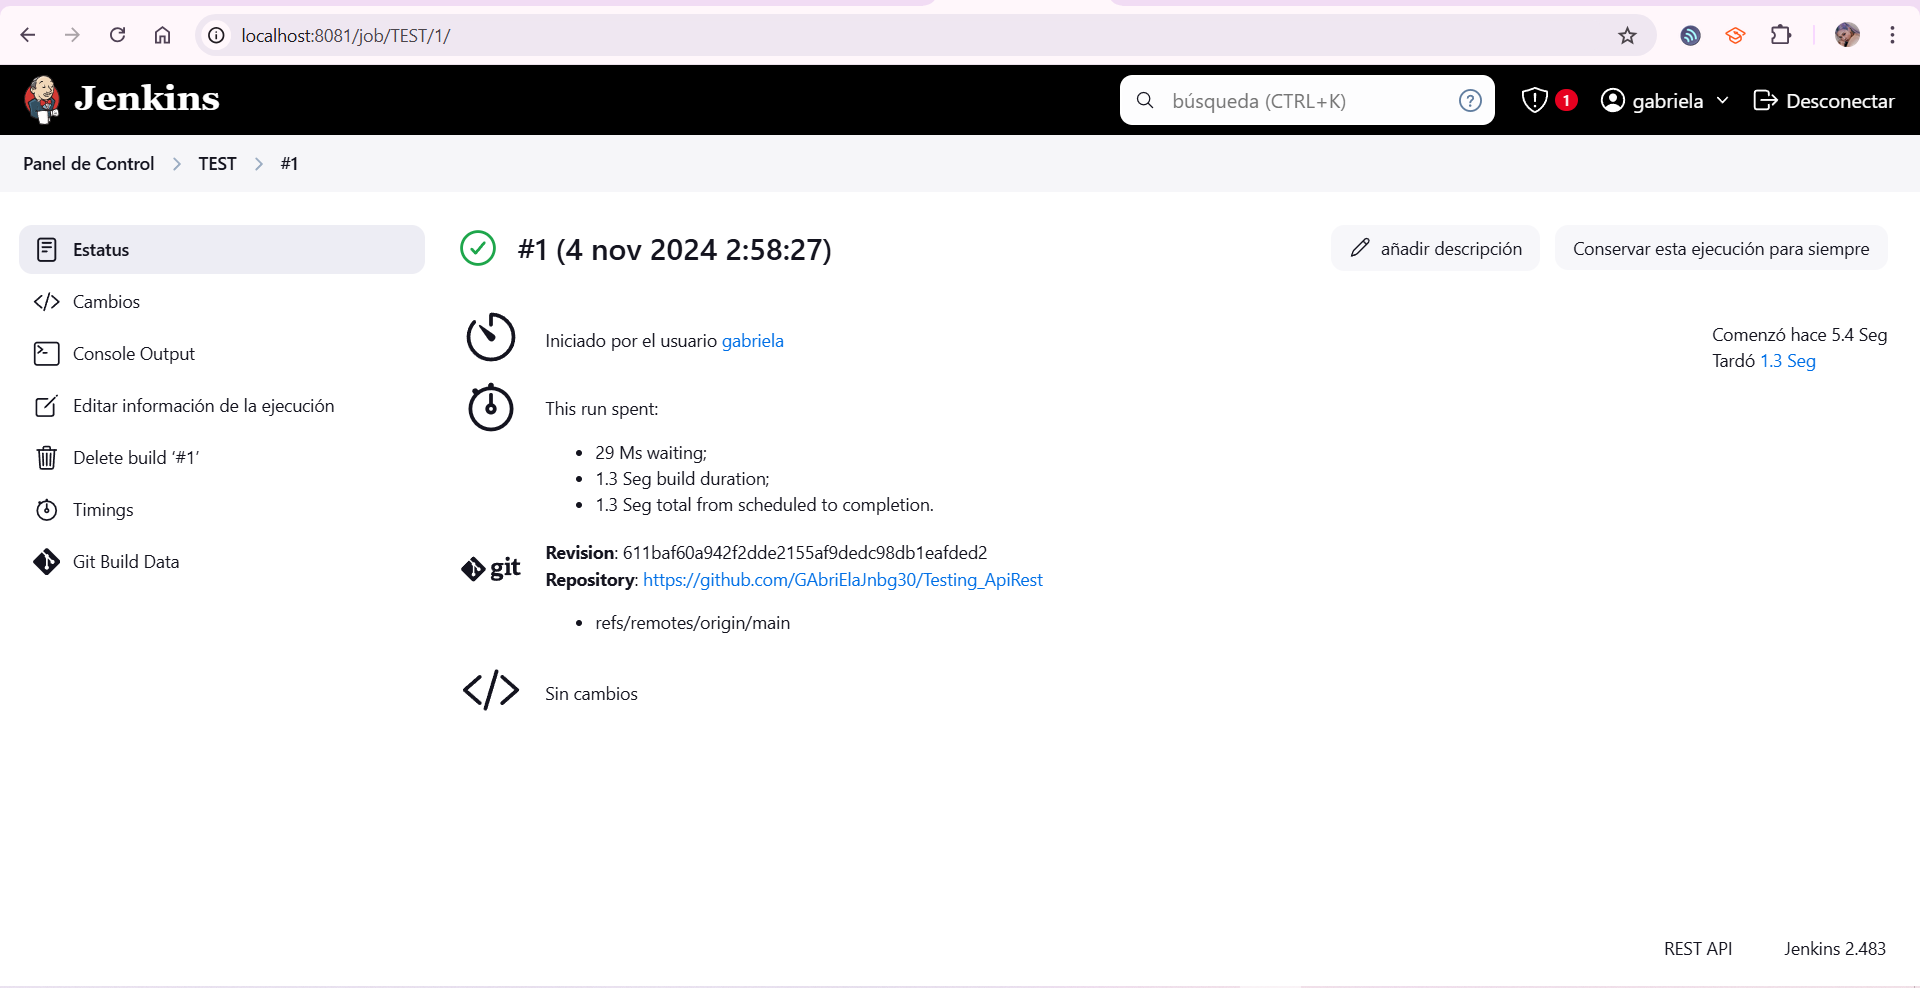 localhost:8081/job/TEST/1/
Jenkins
búsqueda (CTRL+K)
?
1
gabriela
Desconectar
Panel de Control
TEST
#1
Estatus
Cambios
Console Output
Editar información de la ejecución
Delete build ‘#1’
Timings
Git Build Data
#1 (4 nov 2024 2:58:27)
añadir descripción
Conservar esta ejecución para siempre
Iniciado por el usuario gabriela
Comenzó hace 5.4 Seg
Tardó 1.3 Seg
This run spent:
• 29 Ms waiting;
• 1.3 Seg build duration;
• 1.3 Seg total from scheduled to completion.
git
Revision: 611baf60a942f2dde2155af9dedc98db1eafded2
Repository: https://github.com/GAbriElaJnbg30/Testing_ApiRest
• refs/remotes/origin/main
Sin cambios
REST API
Jenkins 2.483